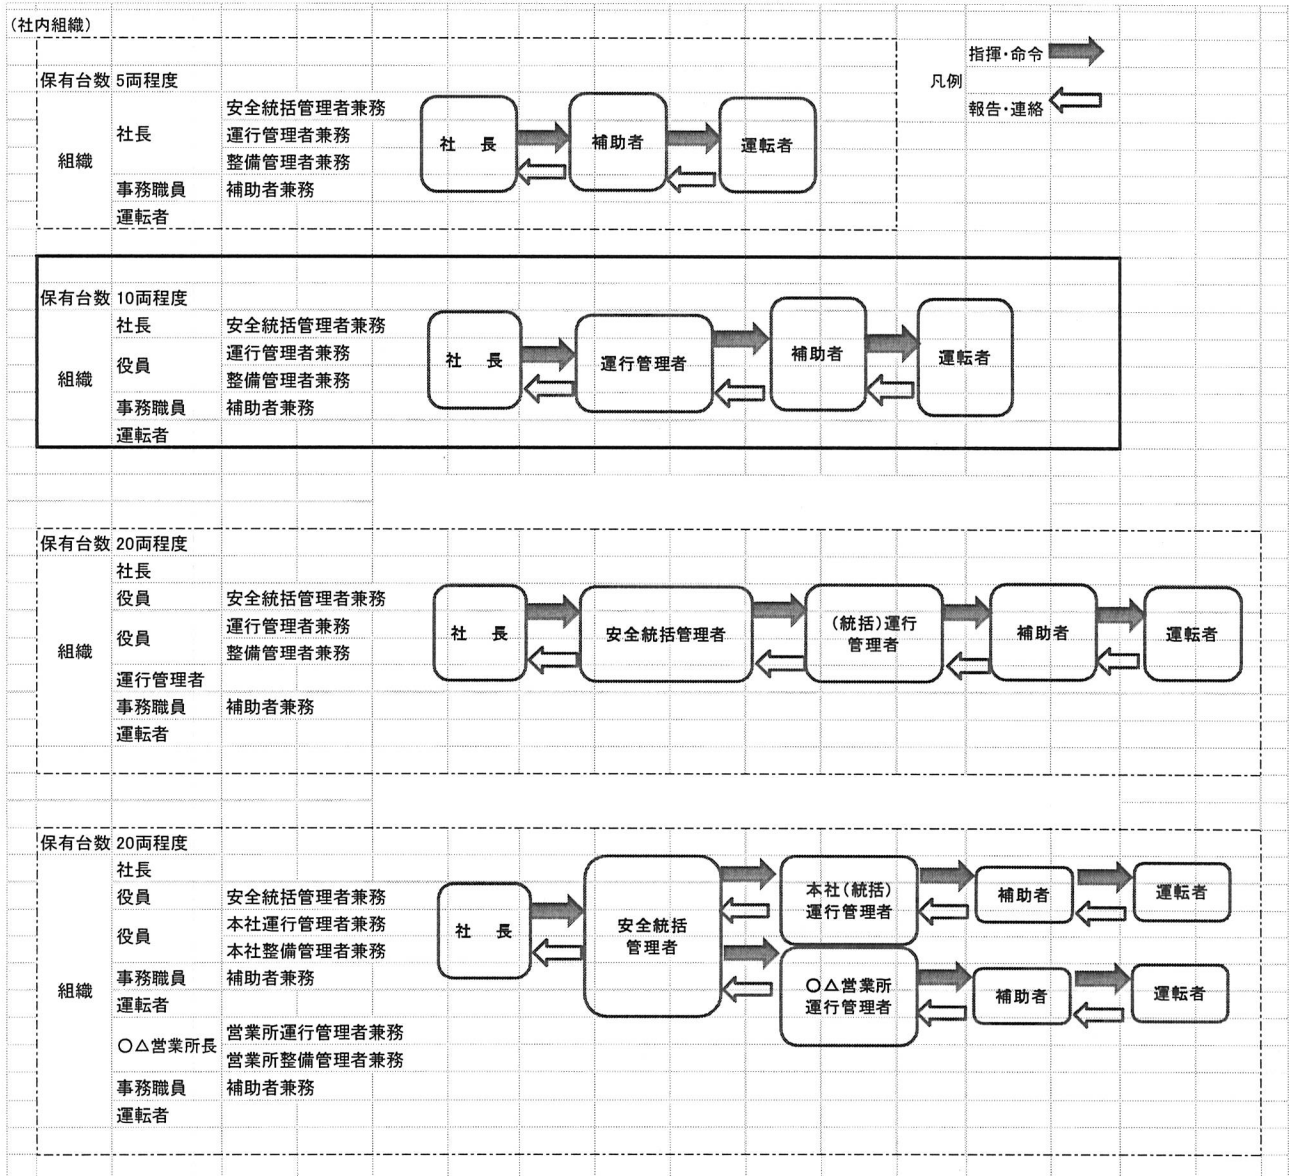 （社内組織）
指揮・命令
凡例
報告・連絡
保有台数 5両程度
組織
社長
安全統括管理者兼務
運行管理者兼務
整備管理者兼務
事務職員 補助者兼務
運転者
社 長
補助者
運転者
保有台数 10両程度
組織
社長 安全統括管理者兼務
役員
運行管理者兼務
整備管理者兼務
事務職員 補助者兼務
運転者
社 長
運行管理者
補助者
運転者
保有台数 20両程度
組織
社長
役員 安全統括管理者兼務
役員
運行管理者兼務
整備管理者兼務
運行管理者
事務職員 補助者兼務
運転者
社 長
安全統括管理者
（統括）運行
管理者
補助者
運転者
保有台数 20両程度
組織
社長
役員 安全統括管理者兼務
役員
本社運行管理者兼務
本社整備管理者兼務
事務職員 補助者兼務
運転者
○△営業所長
営業所運行管理者兼務
営業所整備管理者兼務
事務職員 補助者兼務
運転者
社 長
安全統括
管理者
本社（統括）
運行管理者
補助者
運転者
○△営業所
運行管理者
補助者
運転者